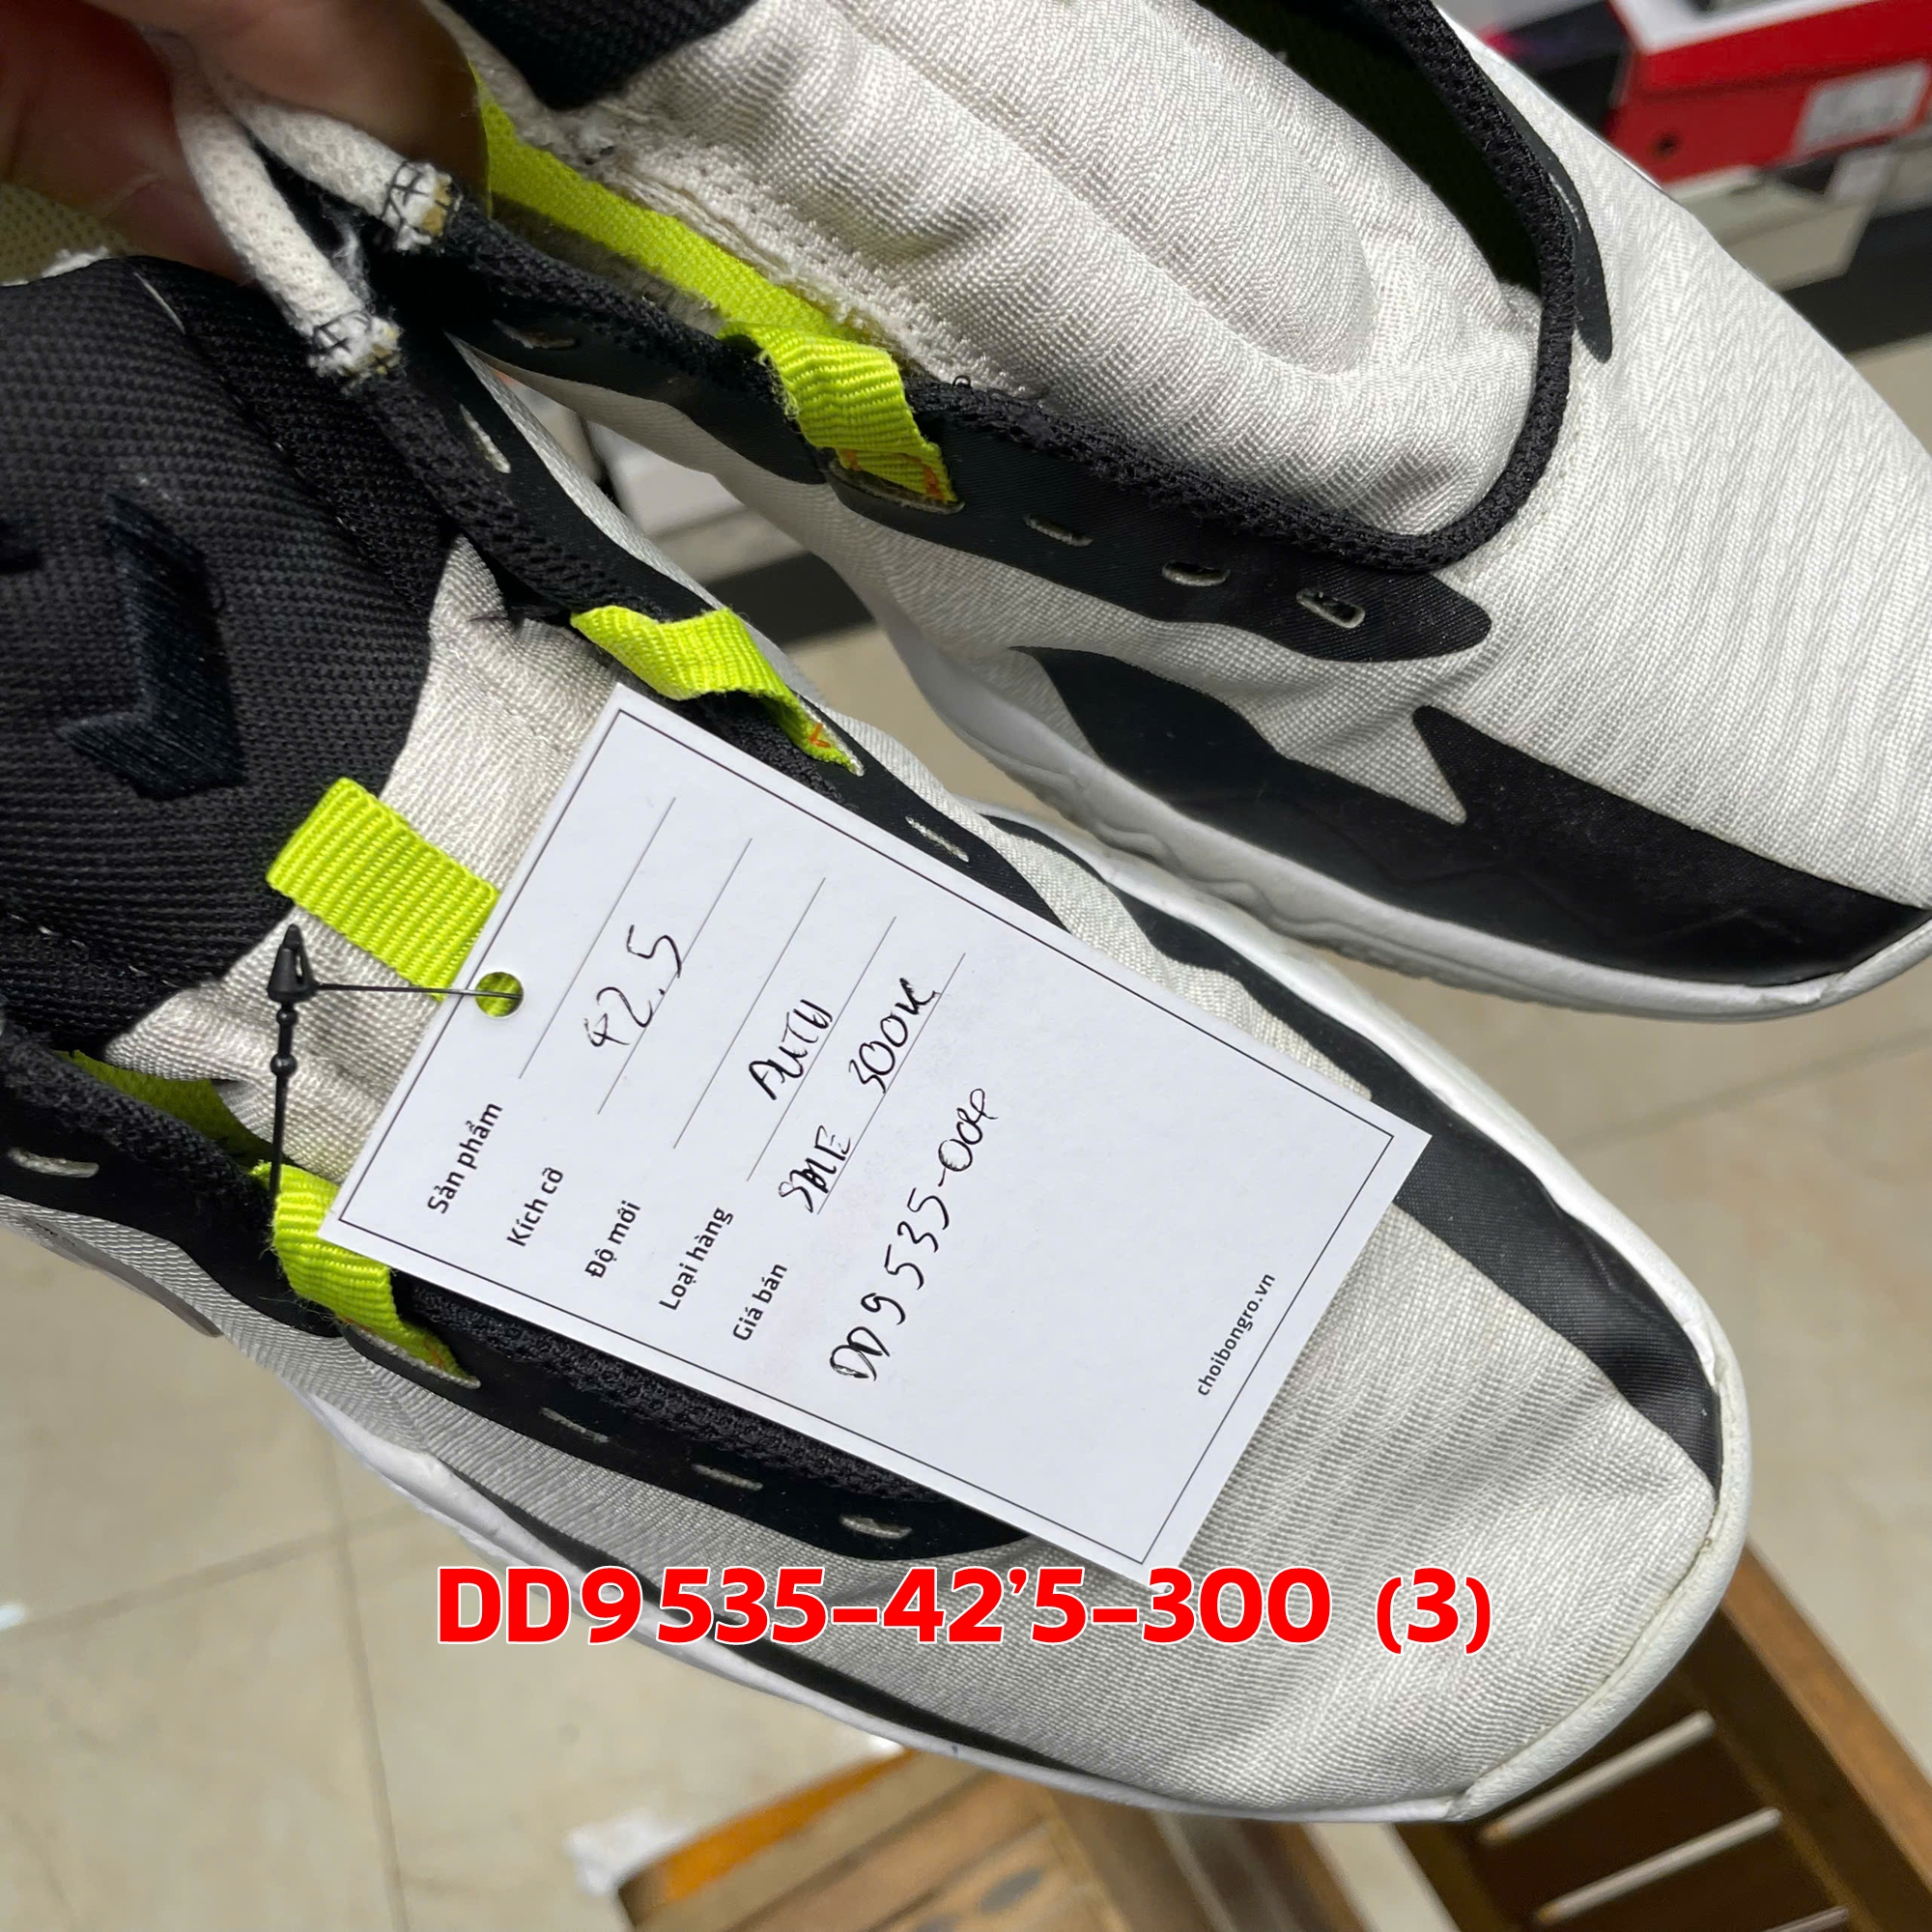 Sản phẩm
Kích cỡ 42.5
Độ mới
Loại hàng AUTH
Giá bán SALE 300K
DD9535-004
choibongro.vn
DD9535-42’5-300 (3)